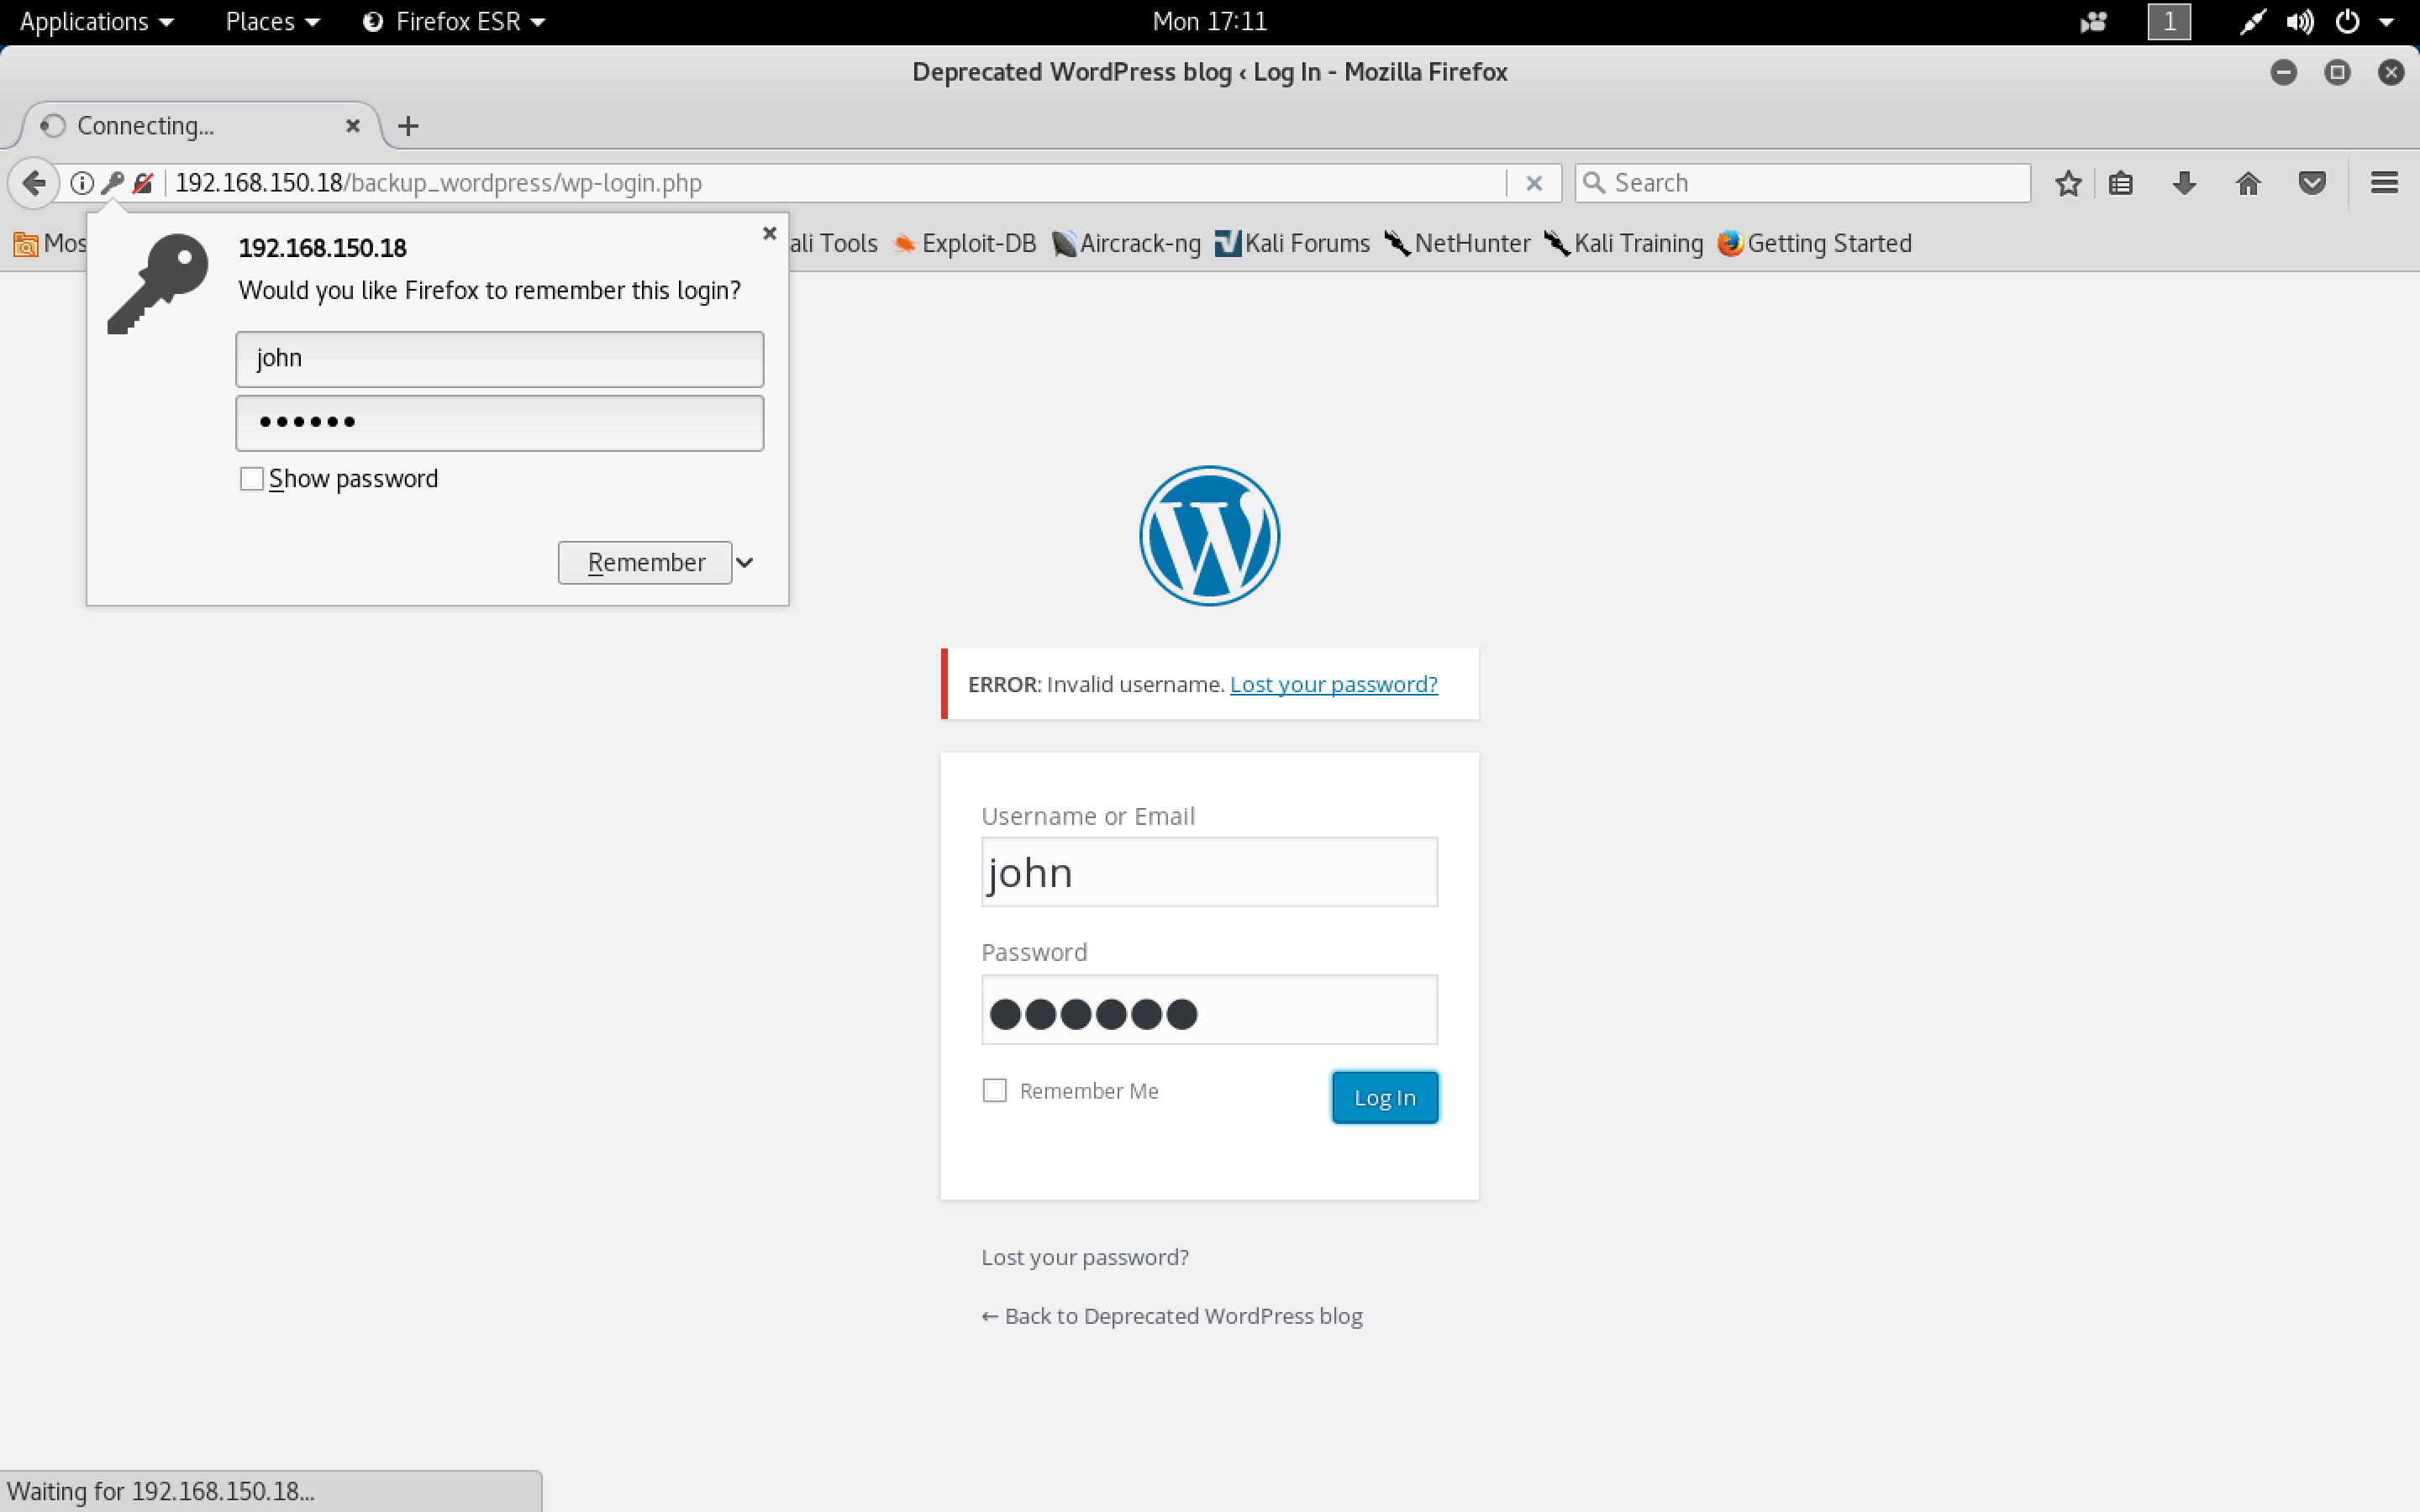 Applications Places Firefox ESR Mon 17:11 1
Deprecated WordPress blog ‹ Log In - Mozilla Firefox
Connecting...
192.168.150.18/backup_wordpress/wp-login.php Search
Mos ali Tools Exploit-DB Aircrack-ng Kali Forums NetHunter Kali Training Getting Started
192.168.150.18
Would you like Firefox to remember this login?
john
••••••
Show password
Remember
ERROR: Invalid username. Lost your password?
Username or Email
john
Password
●●●●●●
Remember Me Log In
Lost your password?
← Back to Deprecated WordPress blog
Waiting for 192.168.150.18...